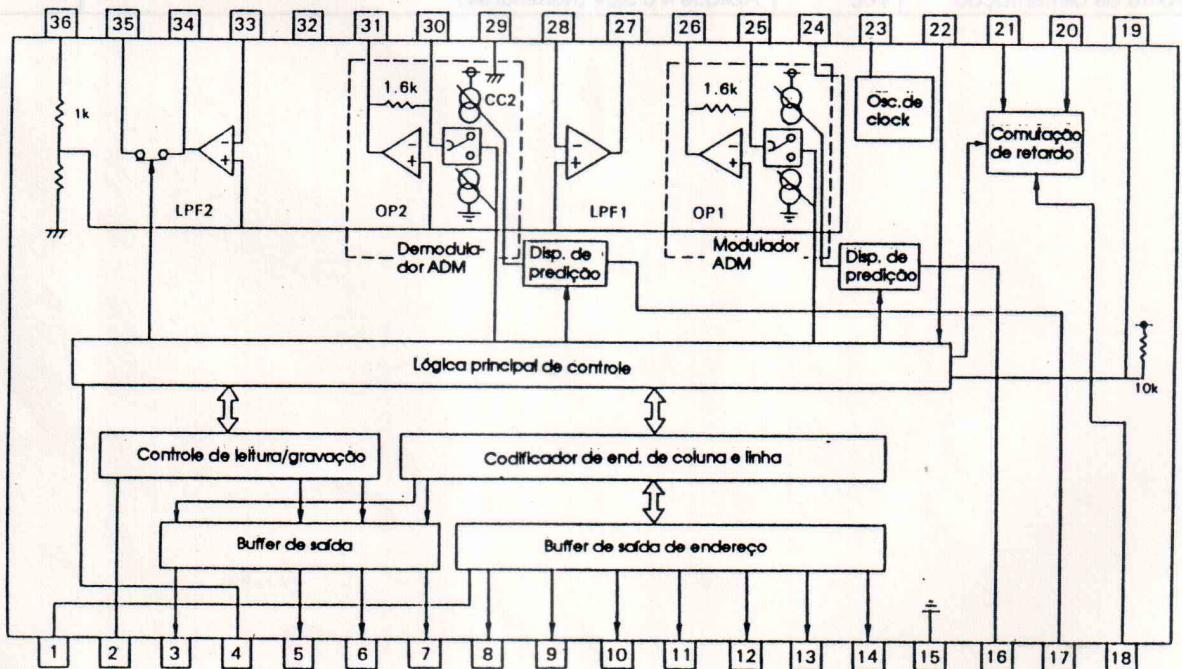 36 35 34 33 32 31 30 29 28 27 26 25 24 23 22 21 20 19
1k
1.6k
CC2
1.6k
Osc. de
clock
Comutação
de retardo
LPF2
OP2
LPF1
OP1
Demodula-
dor ADM
Disp. de
predição
Modulador
ADM
Disp. de
predição
Lógica principal de controle
10k
Controle de leitura/gravação
Codificador de end. de coluna e linha
Buffer de saída
Buffer de saída de endereço
1 2 3 4 5 6 7 8 9 10 11 12 13 14 15 16 17 18